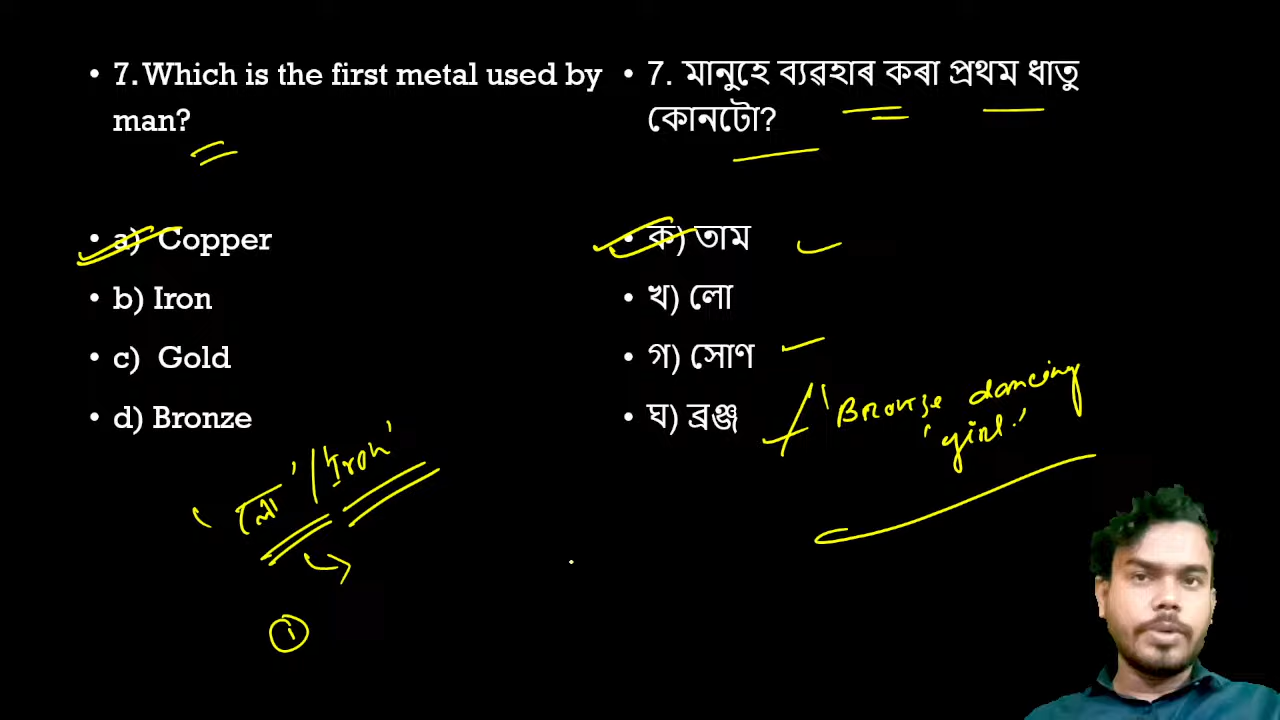 • 7. Which is the first metal used by
man?
• a) Copper
• b) Iron
• c) Gold
• d) Bronze
'লো' / 'Iron'
1
• 7. মানুহে ব্যৱহাৰ কৰা প্ৰথম ধাতু
কোনটো?
• ক) তাম
• খ) লো
• গ) সোণ
• ঘ) ব্ৰঞ্জ
'Bronze dancing
'girl.'